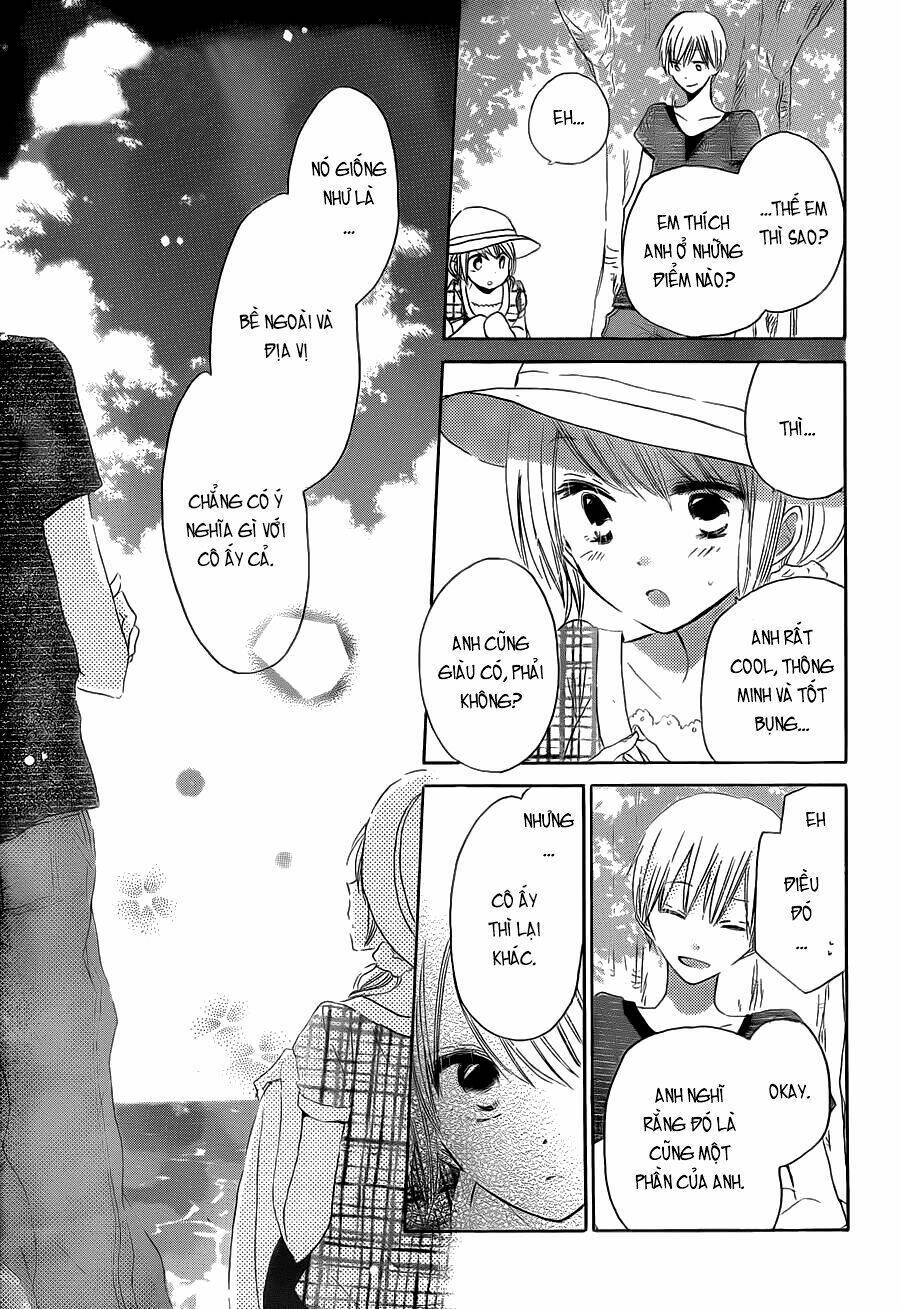 ...THẾ EM
THÌ SAO?
EM THÍCH
ANH Ở NHỮNG
ĐIỂM NÀO?
EH...
THÌ...
ANH RẤT
COOL, THÔNG
MINH VÀ TỐT
BỤNG...
ANH CŨNG
GIÀU CÓ, PHẢI
KHÔNG?
EH
ĐIỀU
ĐÓ
...
OKAY.
ANH NGHĨ
RẰNG ĐÓ LÀ
CŨNG MỘT
PHẦN CỦA ANH.
NHƯNG
...
CÔ ẤY
THÌ LẠI
KHÁC.
NÓ GIỐNG
NHƯ LÀ
...
BỀ NGOÀI VÀ
ĐỊA VỊ
CHẲNG CÓ Ý
NGHĨA GÌ VỚI
CÔ ẤY CẢ.